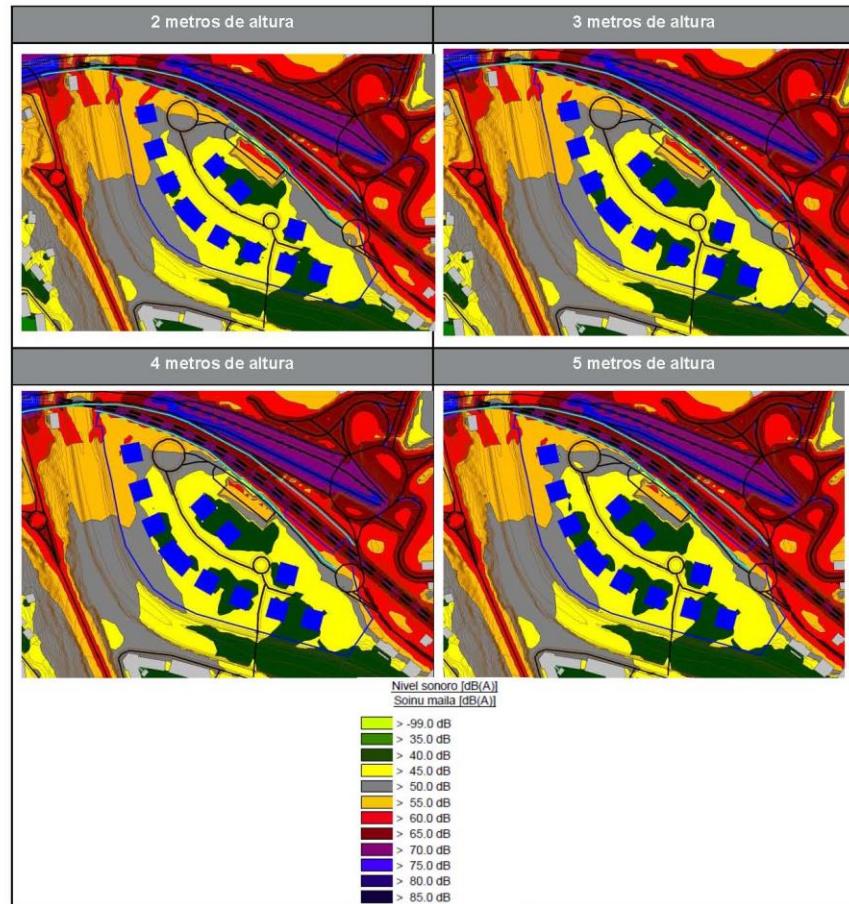 2 metros de altura
3 metros de altura
4 metros de altura
5 metros de altura
Nivel sonoro [dB(A)]
Soinu maila [dB(A)]
> -99.0 dB
> 35.0 dB
> 40.0 dB
> 45.0 dB
> 50.0 dB
> 55.0 dB
> 60.0 dB
> 65.0 dB
> 70.0 dB
> 75.0 dB
> 80.0 dB
> 85.0 dB